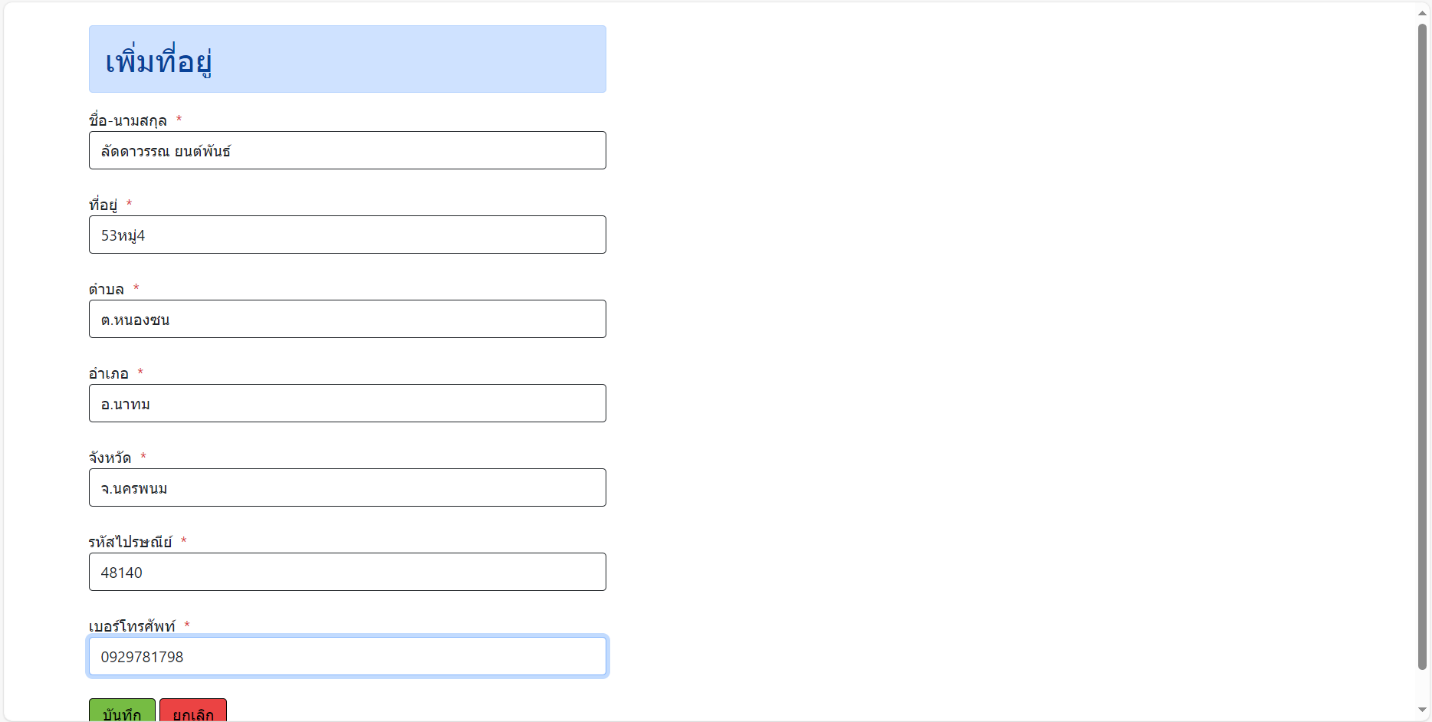 เพิ่มที่อยู่
ชื่อ-นามสกุล *
ลัดดาวรรณ ยนต์พันธ์
ที่อยู่ *
53หมู่4
ตำบล *
ต.หนองซน
อำเภอ *
อ.นาทม
จังหวัด *
จ.นครพนม
รหัสไปรษณีย์ *
48140
เบอร์โทรศัพท์ *
0929781798
บันทึก ยกเลิก